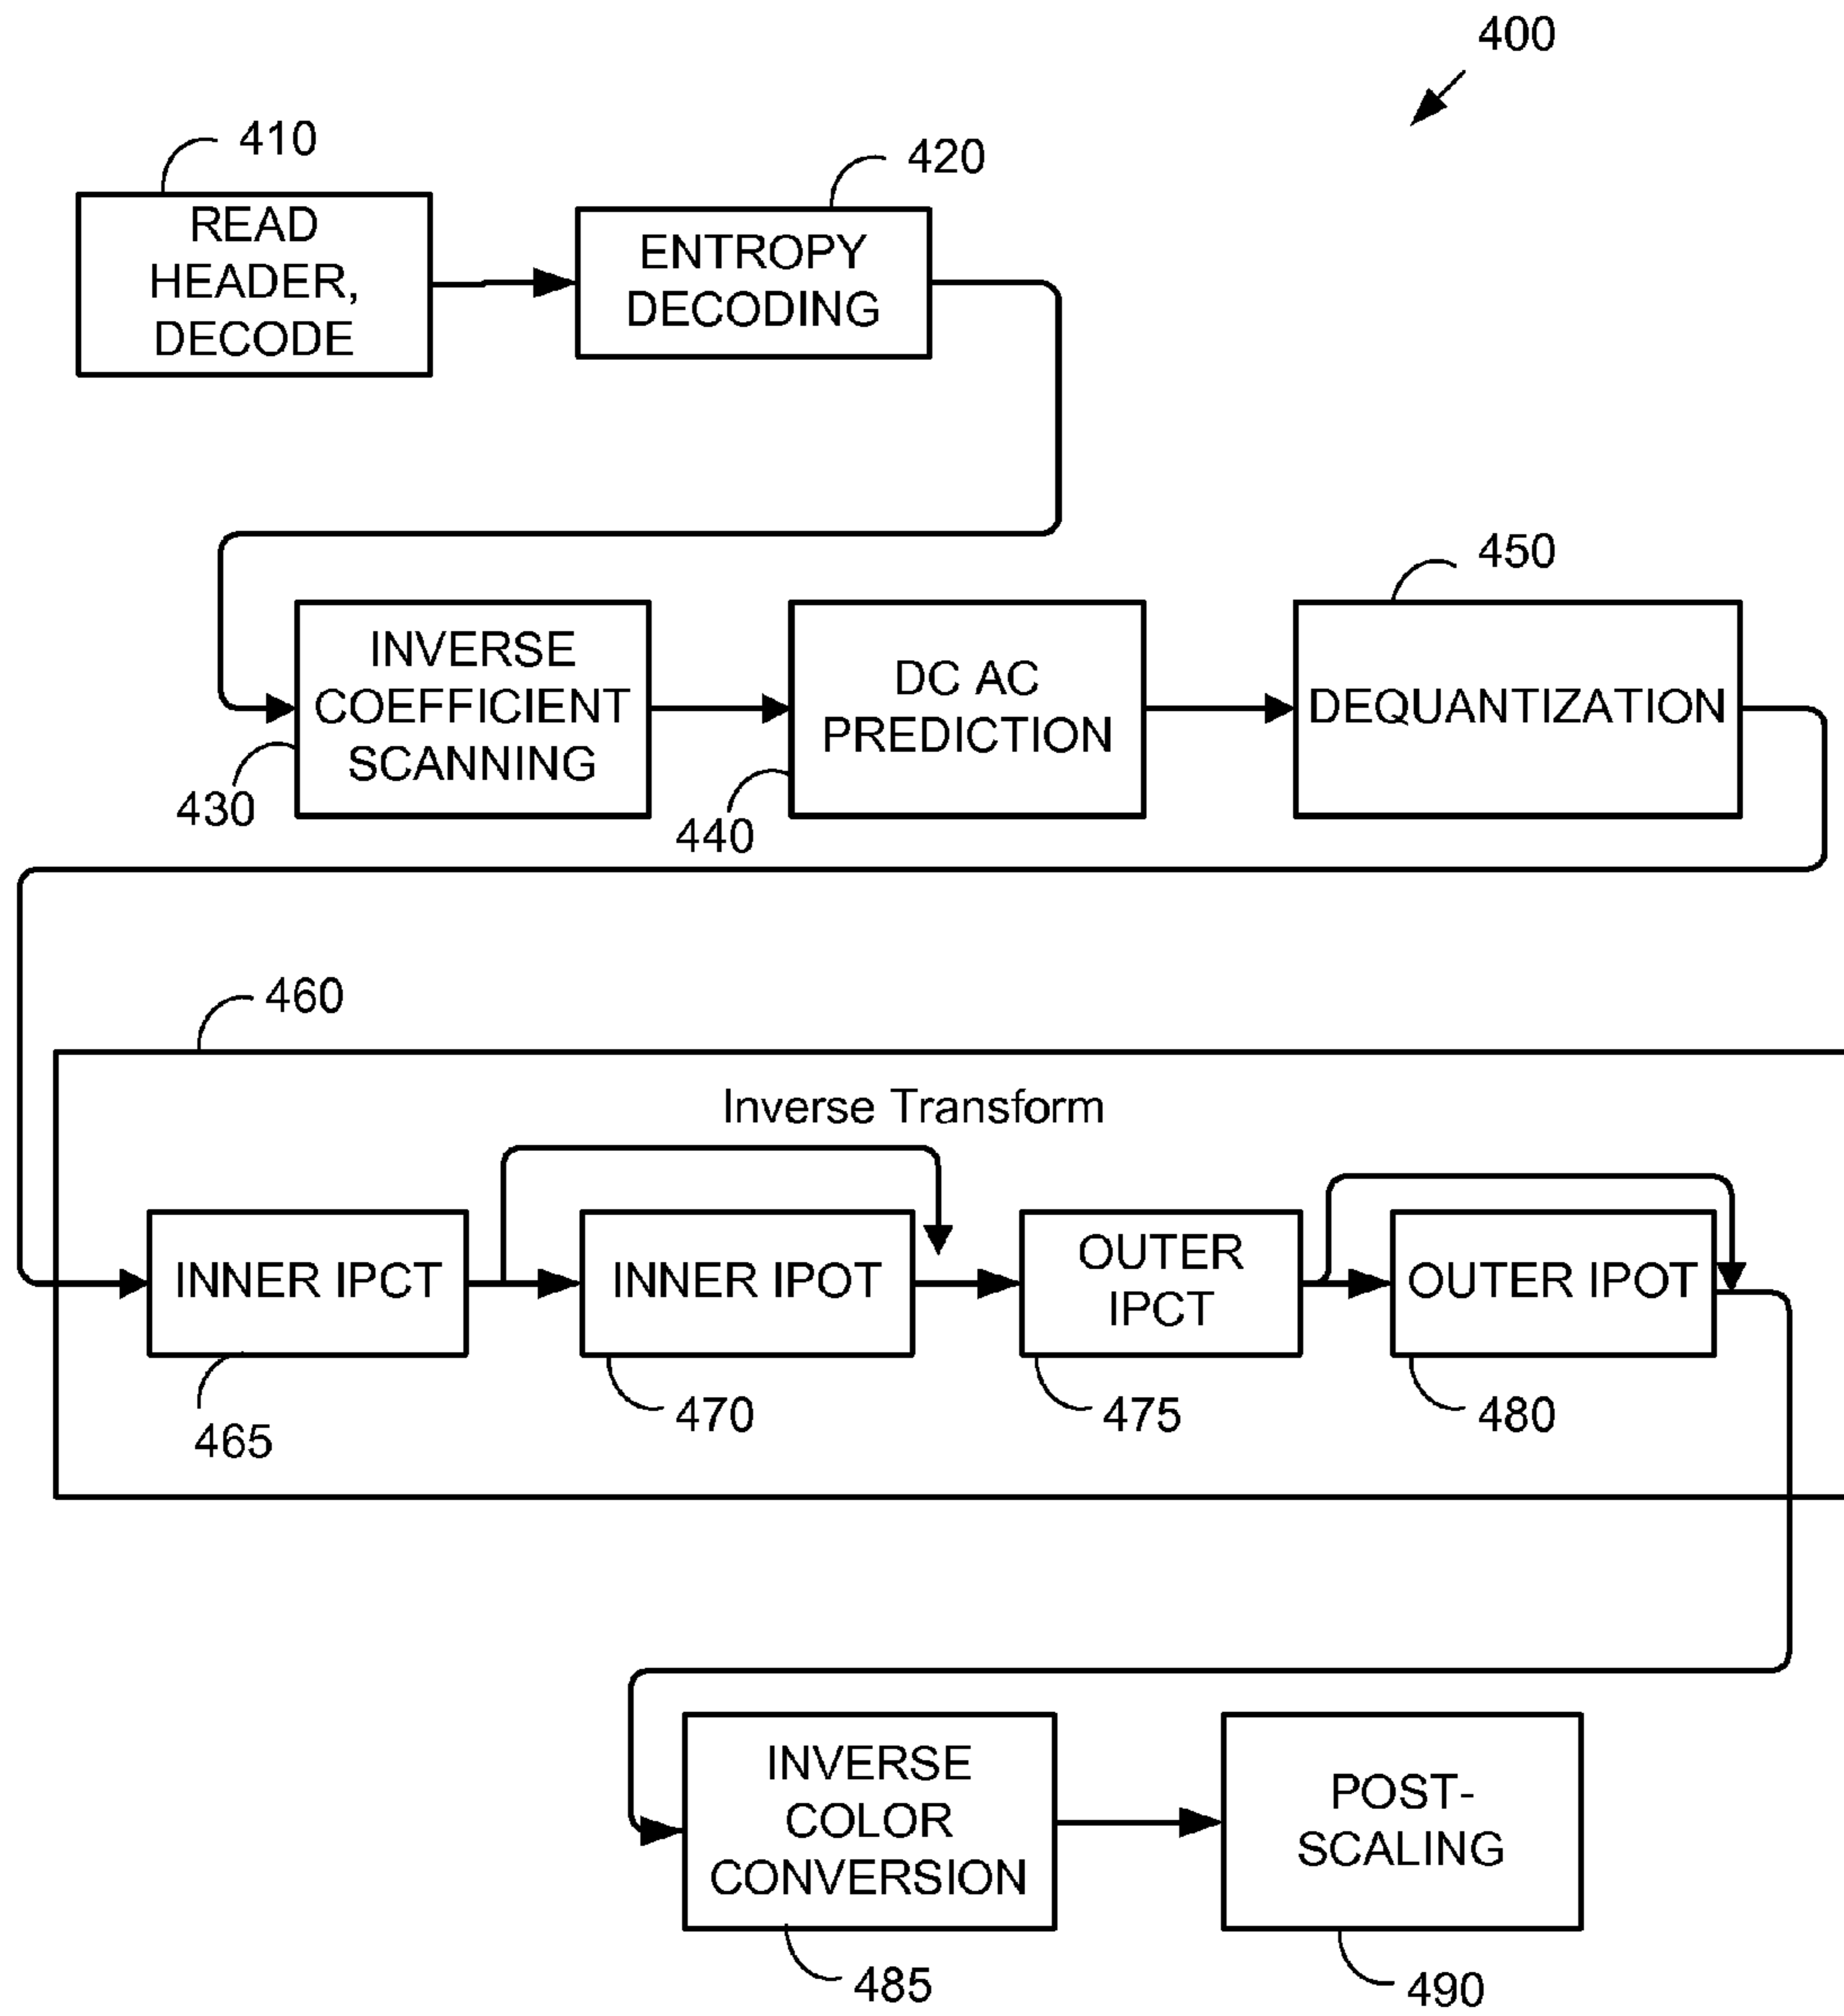 400
410
READ
HEADER,
DECODE
420
ENTROPY
DECODING
INVERSE
COEFFICIENT
SCANNING
430
DC AC
PREDICTION
440
450
DEQUANTIZATION
460
Inverse Transform
INNER IPCT
465
INNER IPOT
470
OUTER
IPCT
475
OUTER IPOT
480
INVERSE
COLOR
CONVERSION
485
POST-
SCALING
490